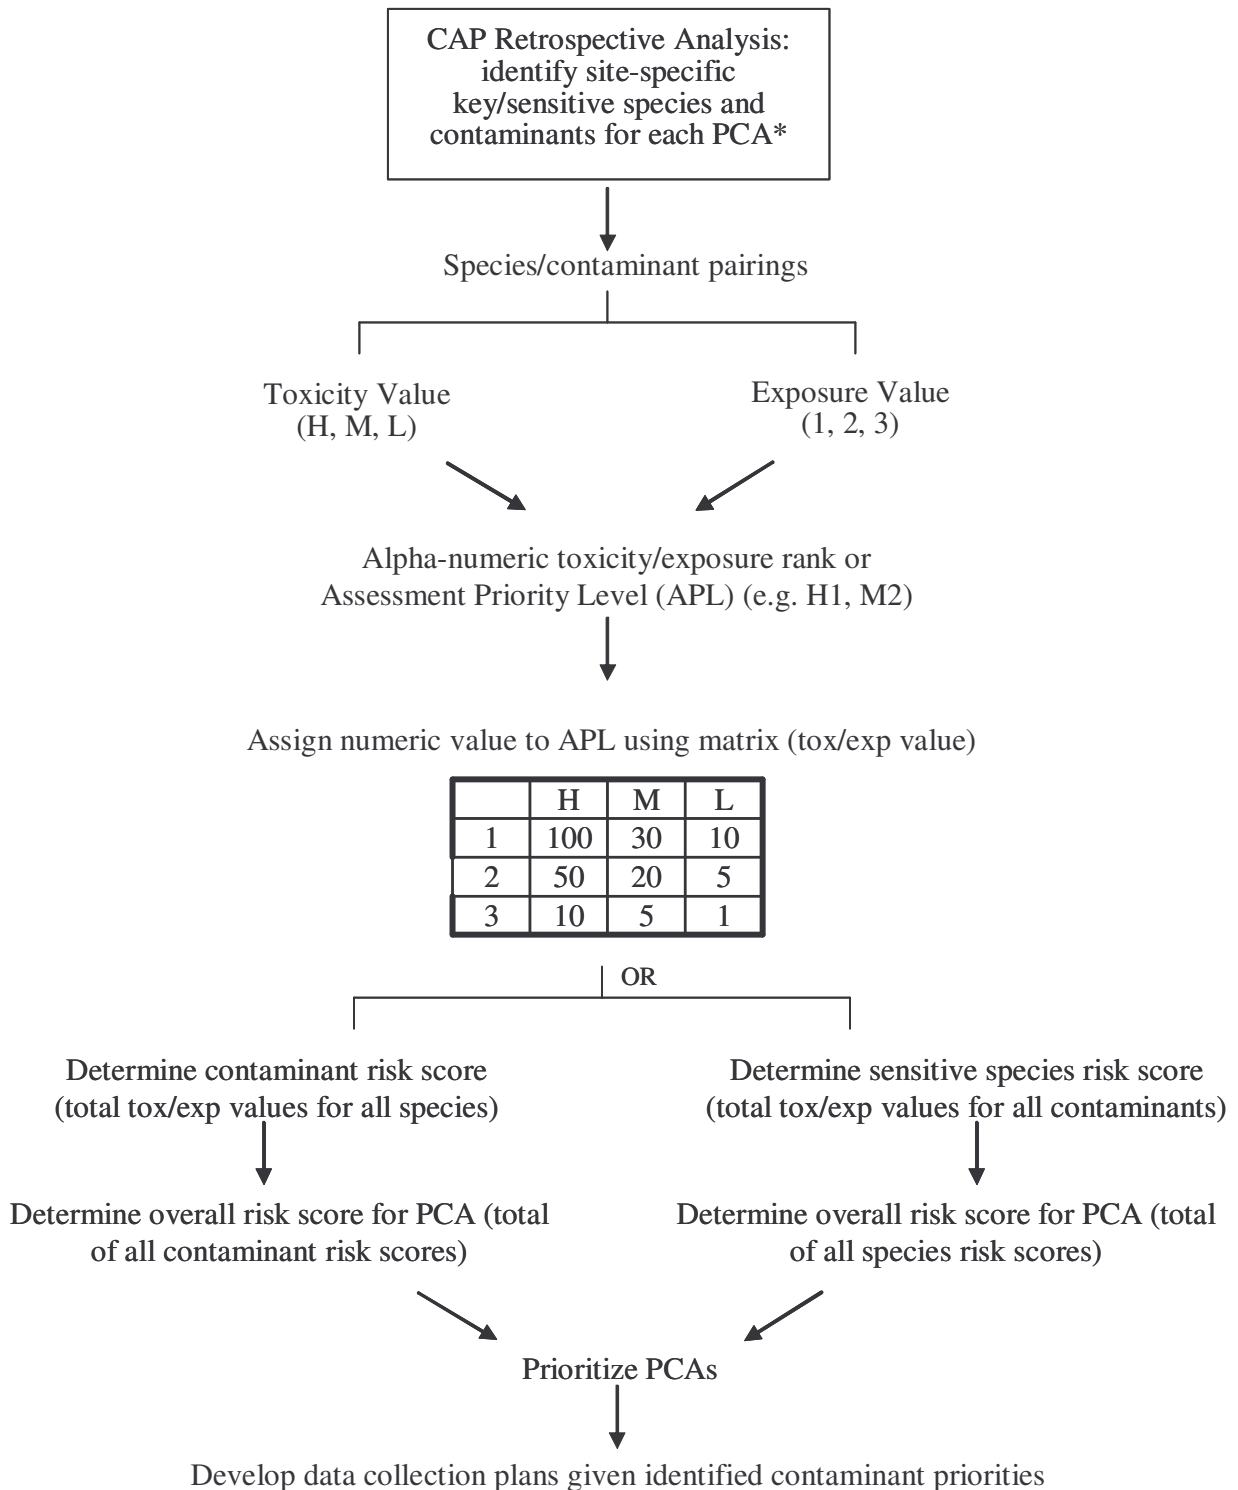 CAP Retrospective Analysis:
identify site-specific
key/sensitive species and
contaminants for each PCA*
Species/contaminant pairings
Toxicity Value
(H, M, L)
Exposure Value
(1, 2, 3)
Alpha-numeric toxicity/exposure rank or
Assessment Priority Level (APL) (e.g. H1, M2)
Assign numeric value to APL using matrix (tox/exp value)
H M L
1 100 30 10
2 50 20 5
3 10 5 1
OR
Determine contaminant risk score
(total tox/exp values for all species)
Determine sensitive species risk score
(total tox/exp values for all contaminants)
Determine overall risk score for PCA (total
of all contaminant risk scores)
Determine overall risk score for PCA (total
of all species risk scores)
Prioritize PCAs
Develop data collection plans given identified contaminant priorities